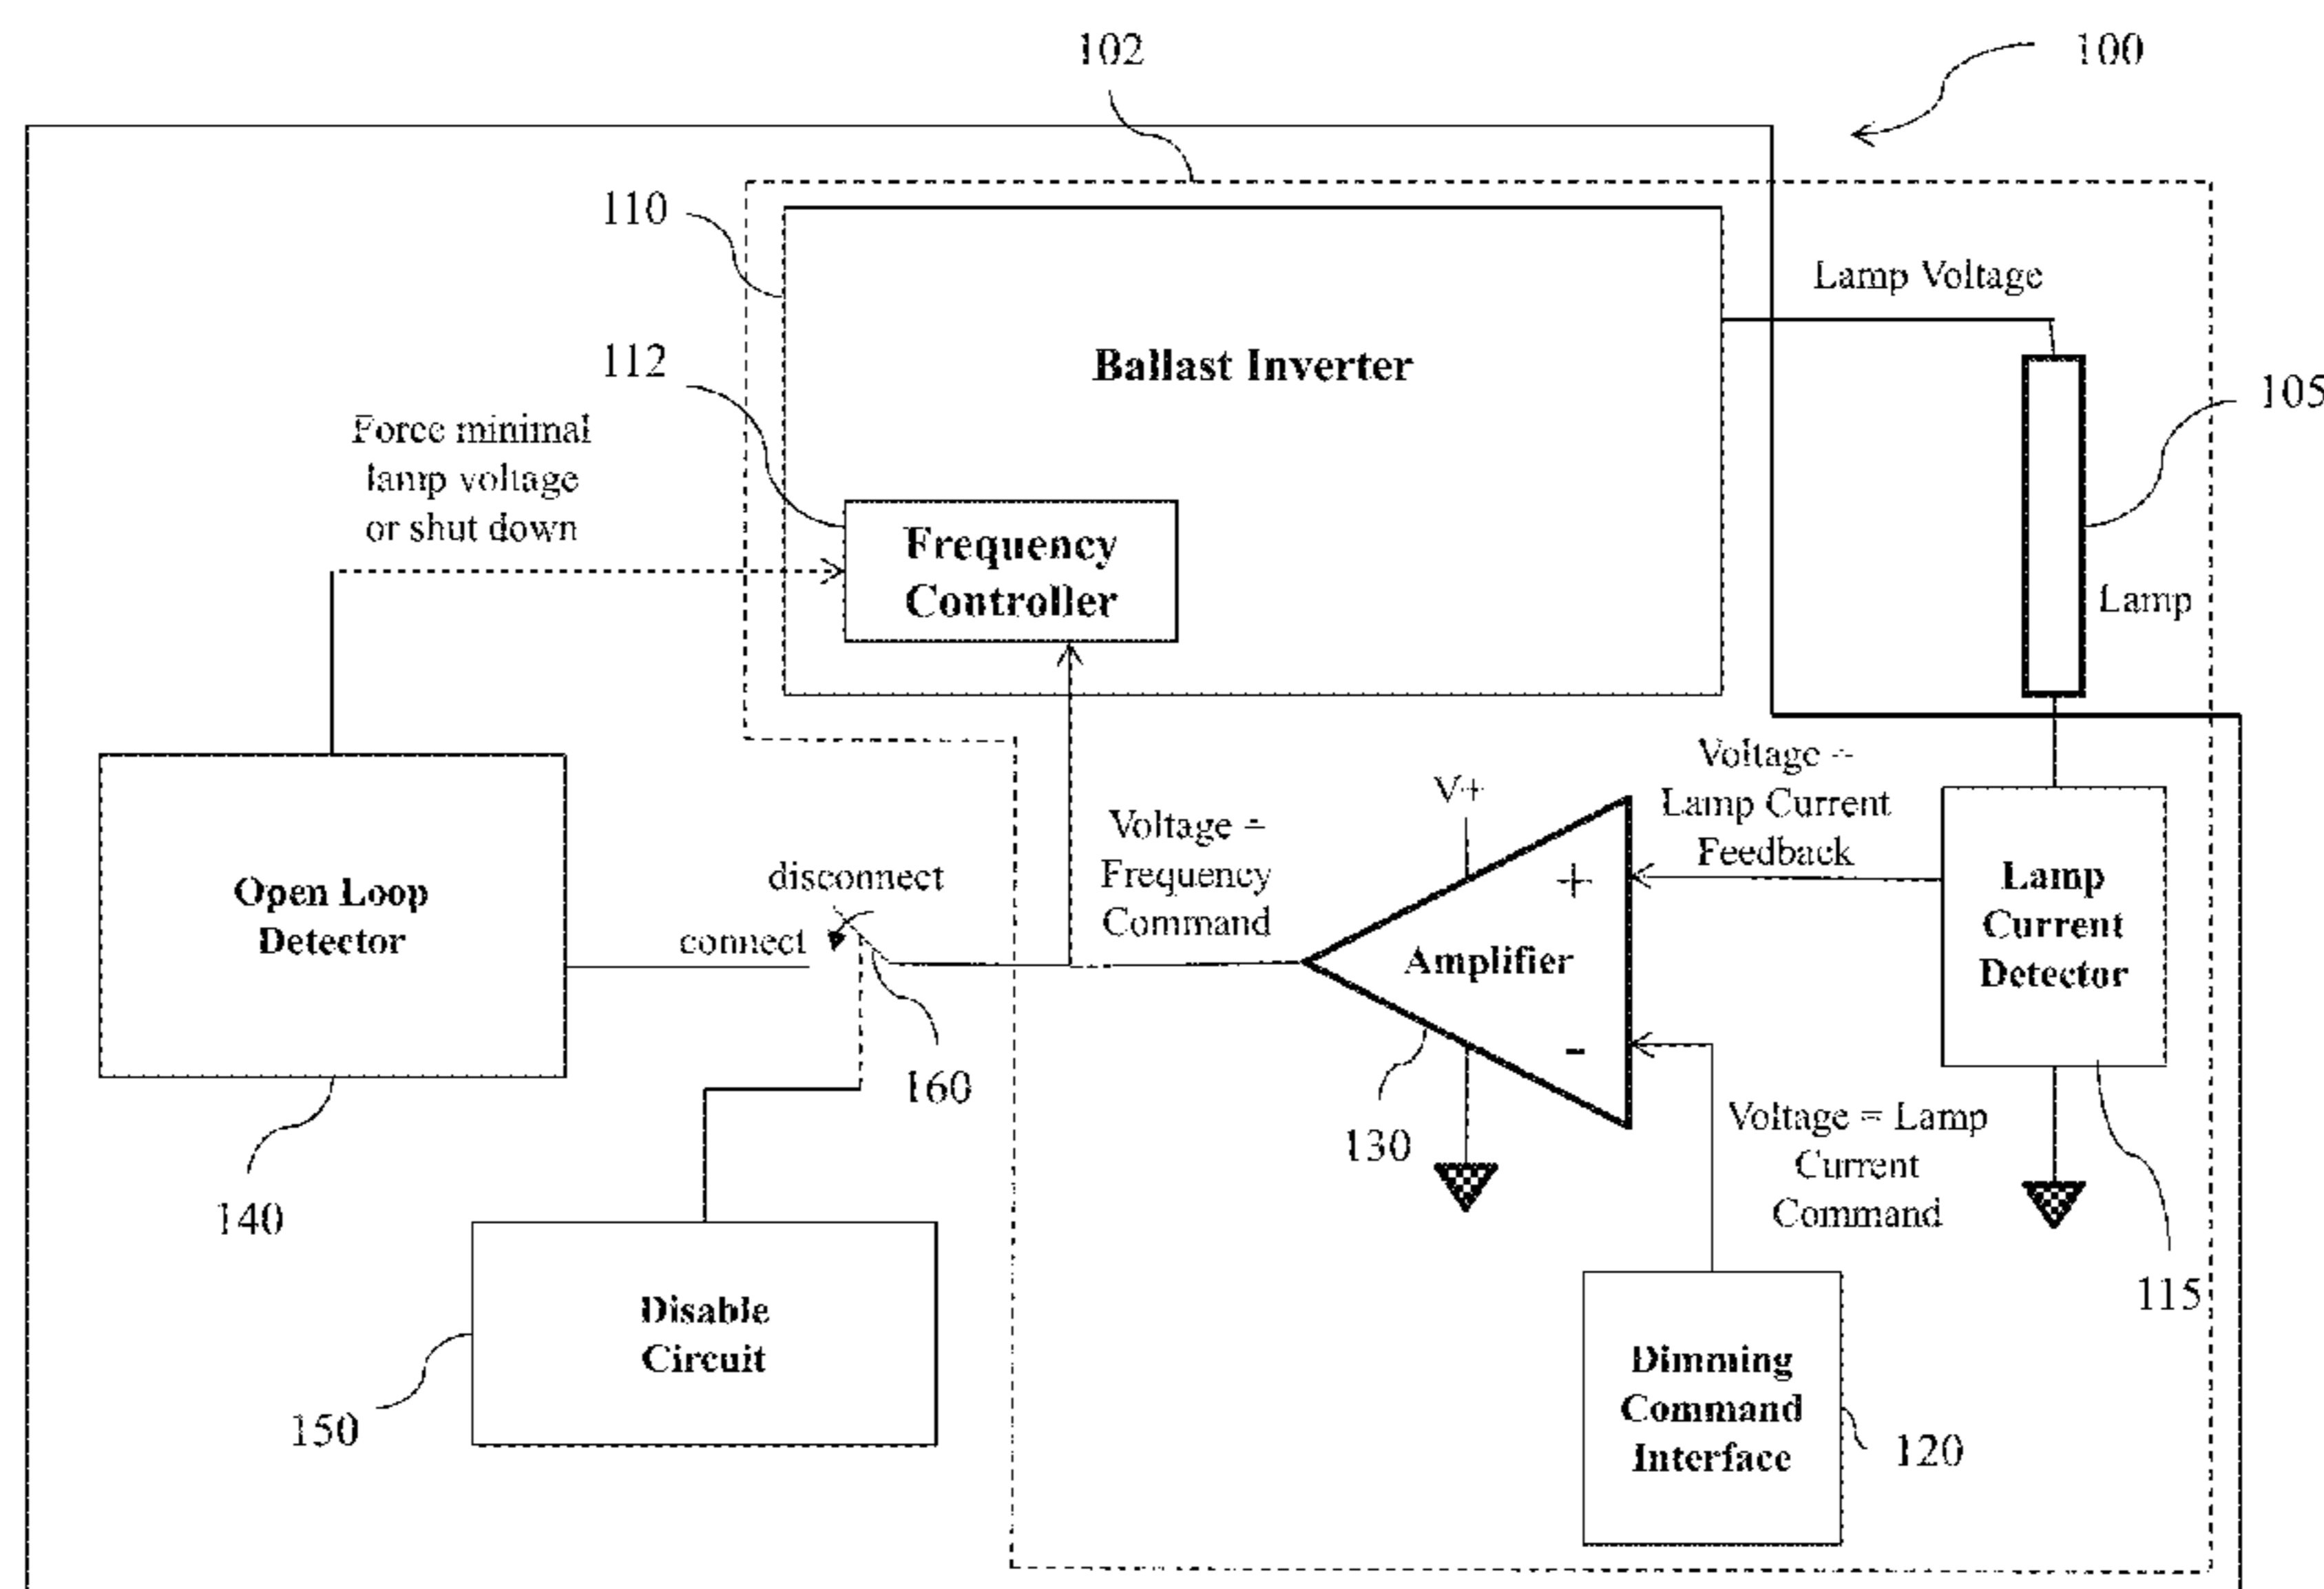 102
100
110
Lamp Voltage
112
Ballast Inverter
105
Force minimal
lamp voltage
or shut down
Frequency
Controller
Lamp
Voltage =
Lamp Current
Feedback
V+
Voltage =
Frequency
Command
disconnect
connect
Open Loop
Detector
+
Amplifier
-
Lamp
Current
Detector
160
130
Voltage = Lamp
Current
Command
140
115
Disable
Circuit
150
Dimming
Command
Interface
120